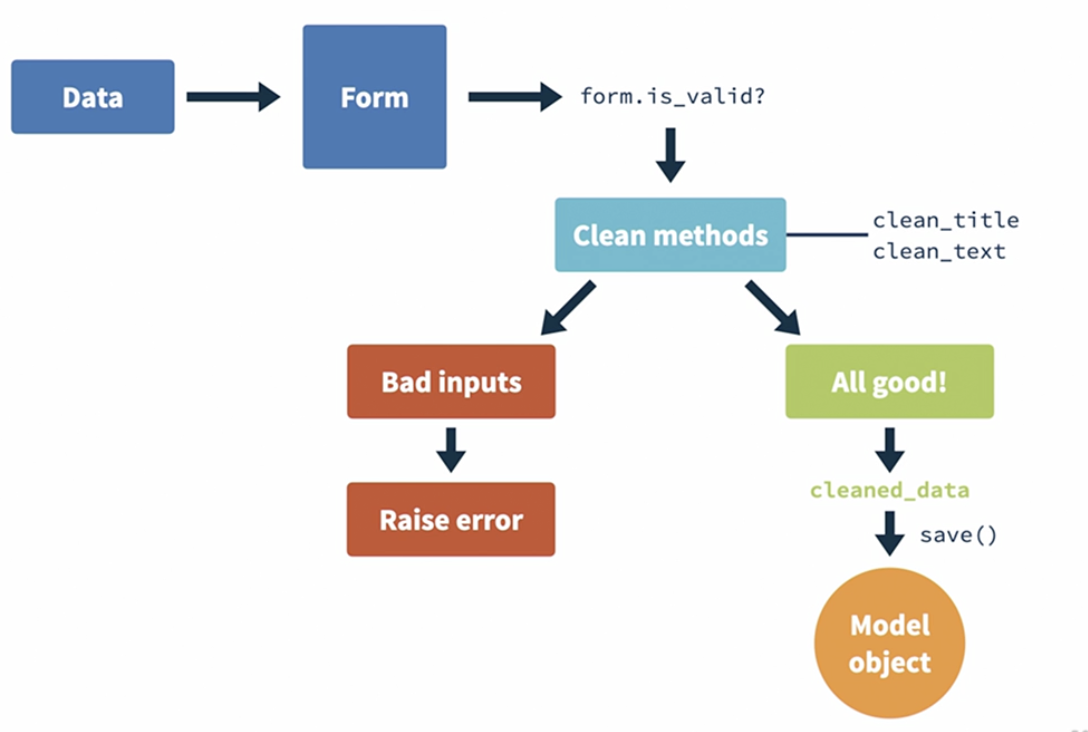 Data
Form
form.is_valid?
Clean methods
clean_title
clean_text
Bad inputs
All good!
Raise error
cleaned_data
save()
Model
object